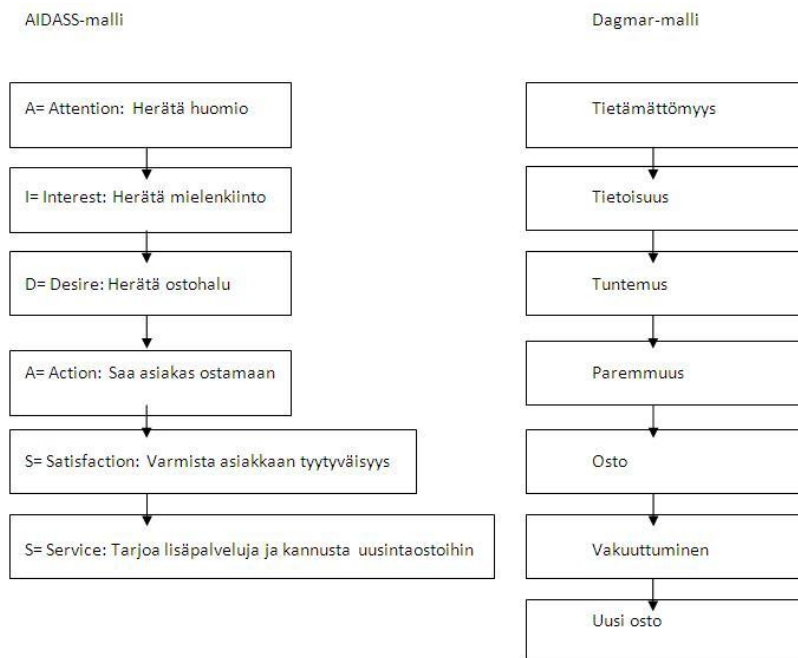 AIDASS-malli
A= Attention: Herätä huomio
I= Interest: Herätä mielenkiinto
D= Desire: Herätä ostohalu
A= Action: Saa asiakas ostamaan
S= Satisfaction: Varmista asiakkaan tyytyväisyys
S= Service: Tarjoa lisäpalveluja ja kannusta uusintaostoihin
Dagmar-malli
Tietämättömyys
Tietoisuus
Tuntemus
Paremmuus
Osto
Vakuuttuminen
Uusi osto